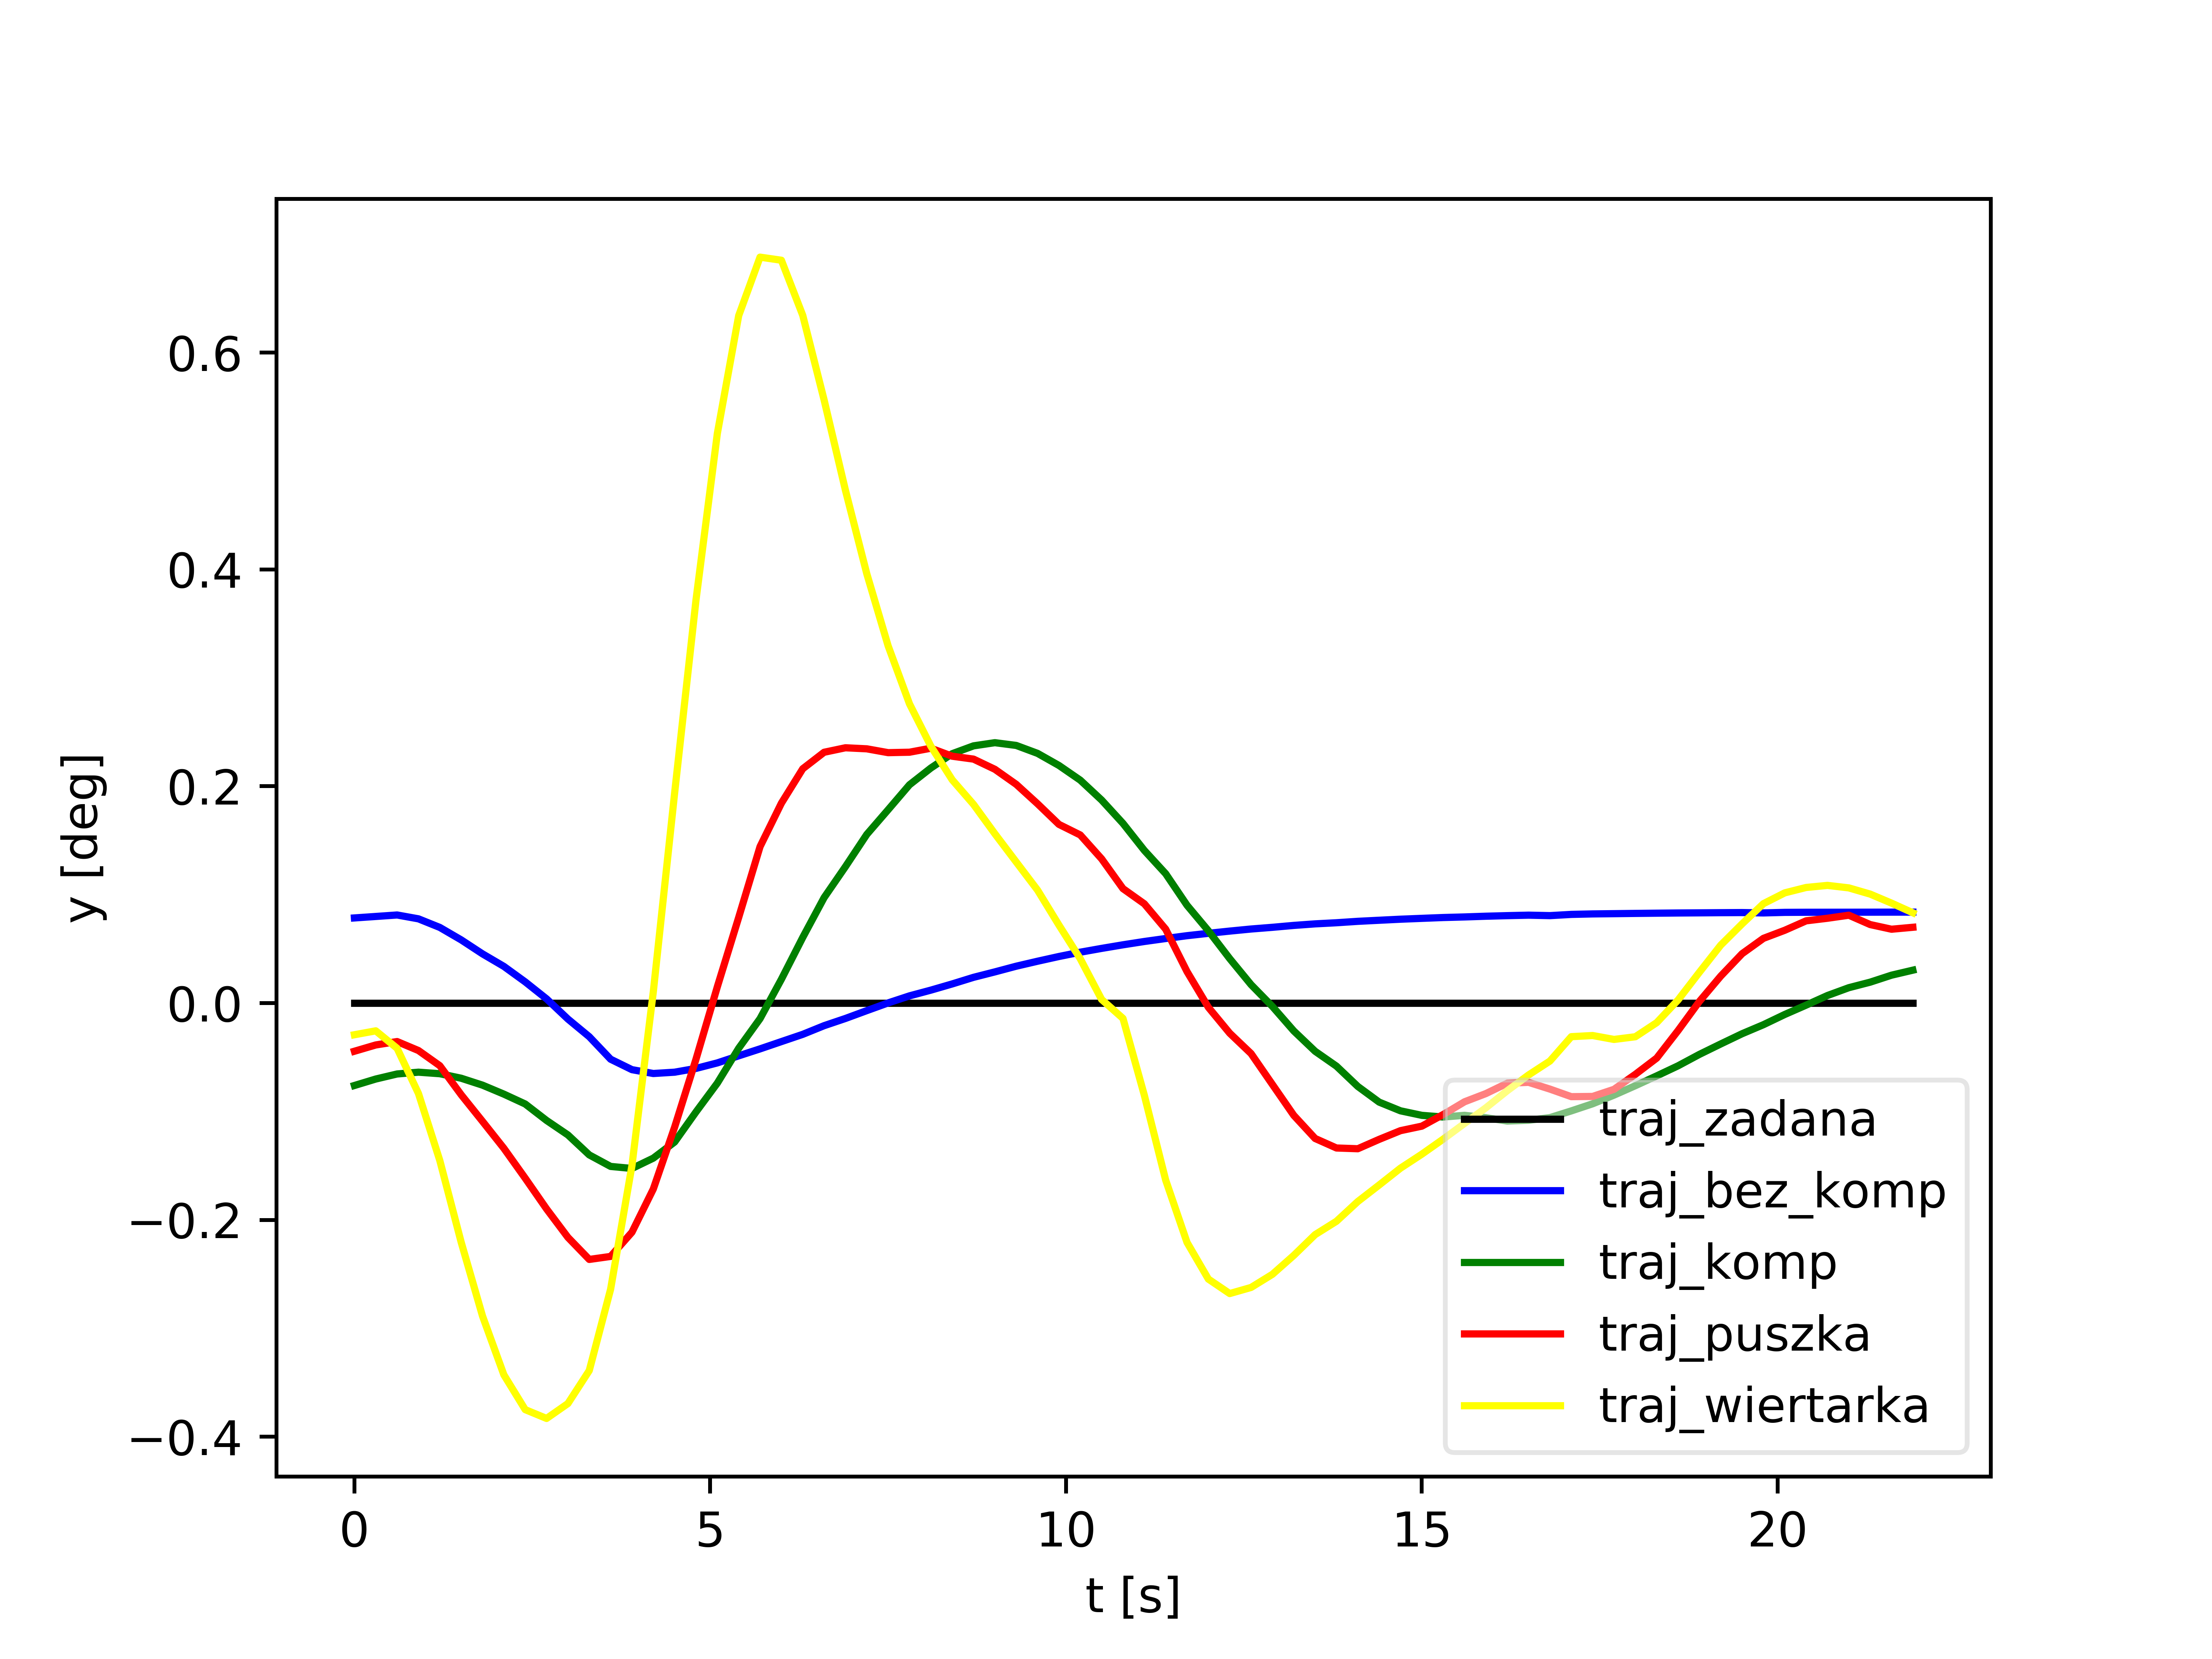 y [deg]
0.6
0.4
0.2
0.0
−0.2
−0.4
0 5 10 15 20
t [s]
traj_zadana
traj_bez_komp
traj_komp
traj_puszka
traj_wiertarka